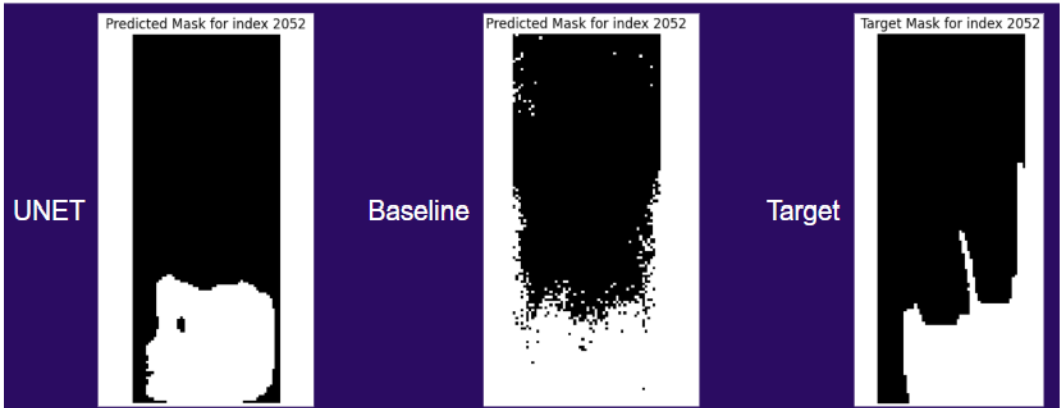 Predicted Mask for index 2052
UNET
Predicted Mask for index 2052
Baseline
Target Mask for index 2052
Target